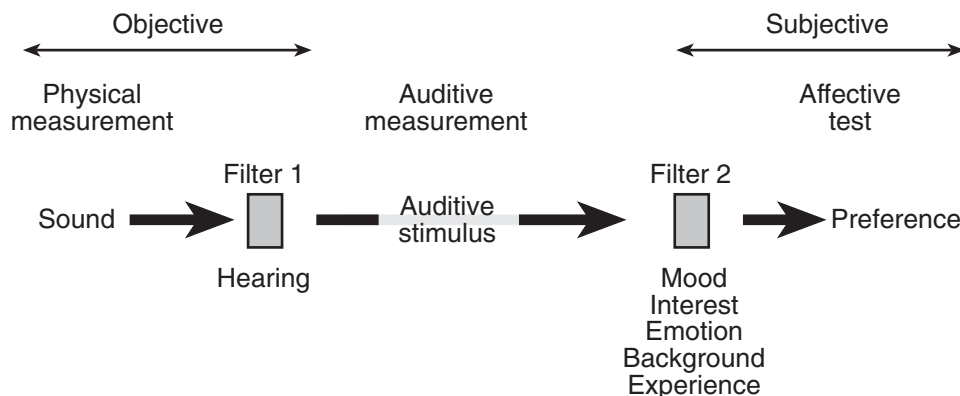 Objective
Subjective
Physical
measurement
Auditive
measurement
Affective
test
Filter 1
Filter 2
Sound
Auditive
stimulus
Preference
Hearing
Mood
Interest
Emotion
Background
Experience